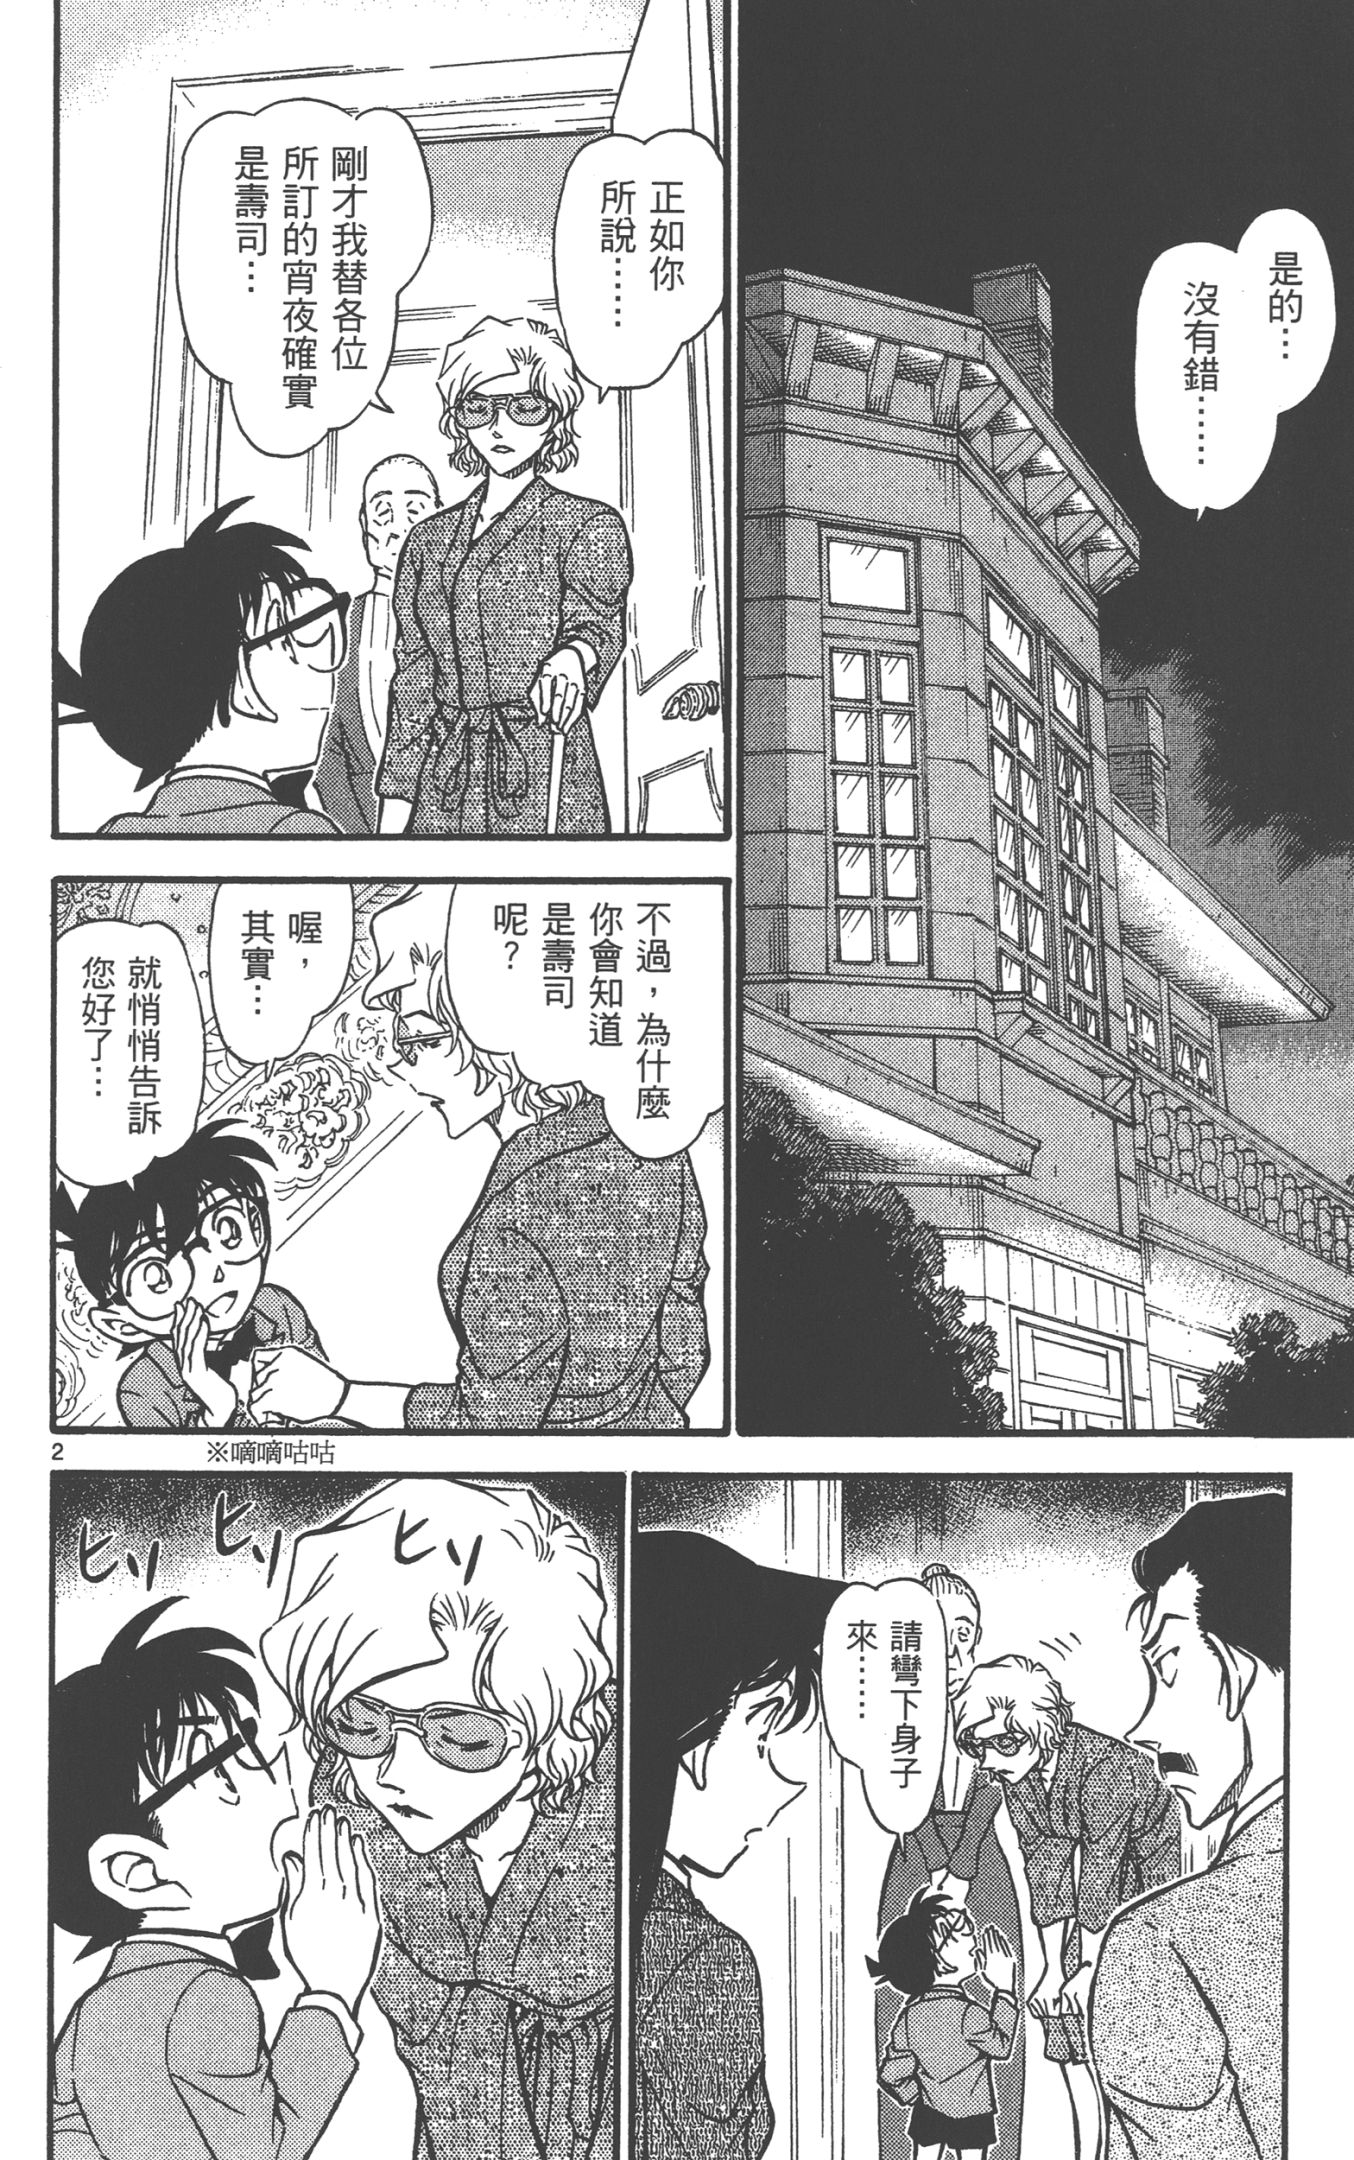 是的…
沒有錯……
正如你
所說……
剛才我替各位
所訂的宵夜確實
是壽司…
不過，為什麼
你會知道
是壽司
呢？
喔，
其實…
就悄悄告訴
您好了…
2
※嘀嘀咕咕
請彎下身子
來……
ヒソ
ヒソ
ヒソ